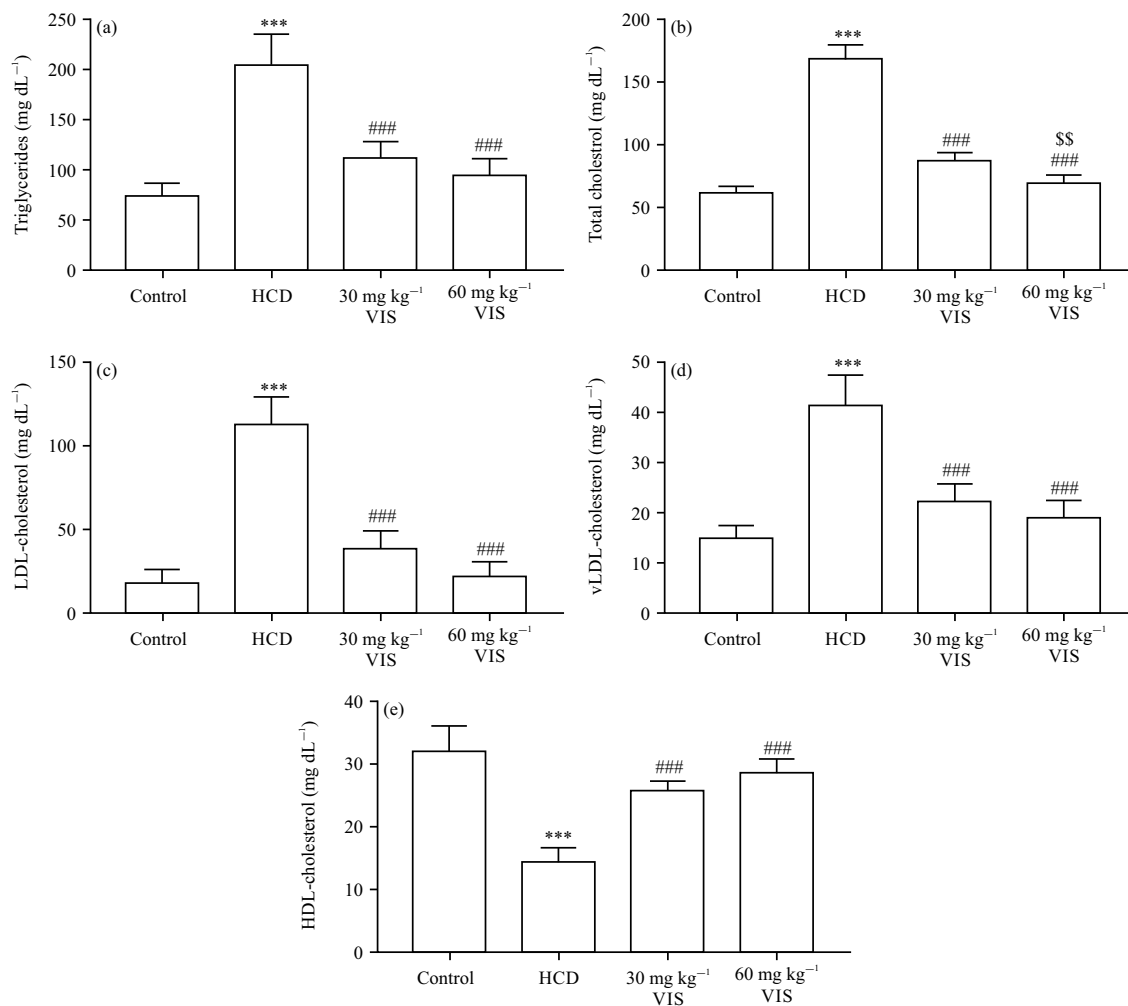 (a)
Triglycerides (mg dL⁻¹)
250
200
150
100
50
0
***
###
###
Control
HCD
30 mg kg⁻¹
VIS
60 mg kg⁻¹
VIS
(b)
Total cholestrol (mg dL⁻¹)
200
150
100
50
0
***
###
$$
###
Control
HCD
30 mg kg⁻¹
VIS
60 mg kg⁻¹
VIS
(c)
LDL-cholesterol (mg dL⁻¹)
150
100
50
0
***
###
###
Control
HCD
30 mg kg⁻¹
VIS
60 mg kg⁻¹
VIS
(d)
vLDL-cholesterol (mg dL⁻¹)
50
40
30
20
10
0
***
###
###
Control
HCD
30 mg kg⁻¹
VIS
60 mg kg⁻¹
VIS
(e)
HDL-cholesterol (mg dL⁻¹)
40
30
20
10
0
***
###
###
Control
HCD
30 mg kg⁻¹
VIS
60 mg kg⁻¹
VIS